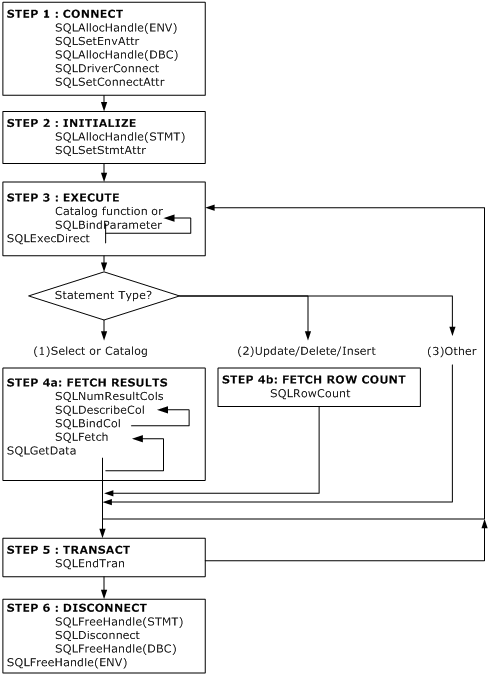 STEP 1 : CONNECT
SQLAllocHandle(ENV)
SQLSetEnvAttr
SQLAllocHandle(DBC)
SQLDriverConnect
SQLSetConnectAttr
STEP 2 : INITIALIZE
SQLAllocHandle(STMT)
SQLSetStmtAttr
STEP 3 : EXECUTE
Catalog function or
SQLBindParameter
SQLExecDirect
Statement Type?
(1)Select or Catalog
(2)Update/Delete/Insert
(3)Other
STEP 4a: FETCH RESULTS
SQLNumResultCols
SQLDescribeCol
SQLBindCol
SQLFetch
SQLGetData
STEP 4b: FETCH ROW COUNT
SQLRowCount
STEP 5 : TRANSACT
SQLEndTran
STEP 6 : DISCONNECT
SQLFreeHandle(STMT)
SQLDisconnect
SQLFreeHandle(DBC)
SQLFreeHandle(ENV)